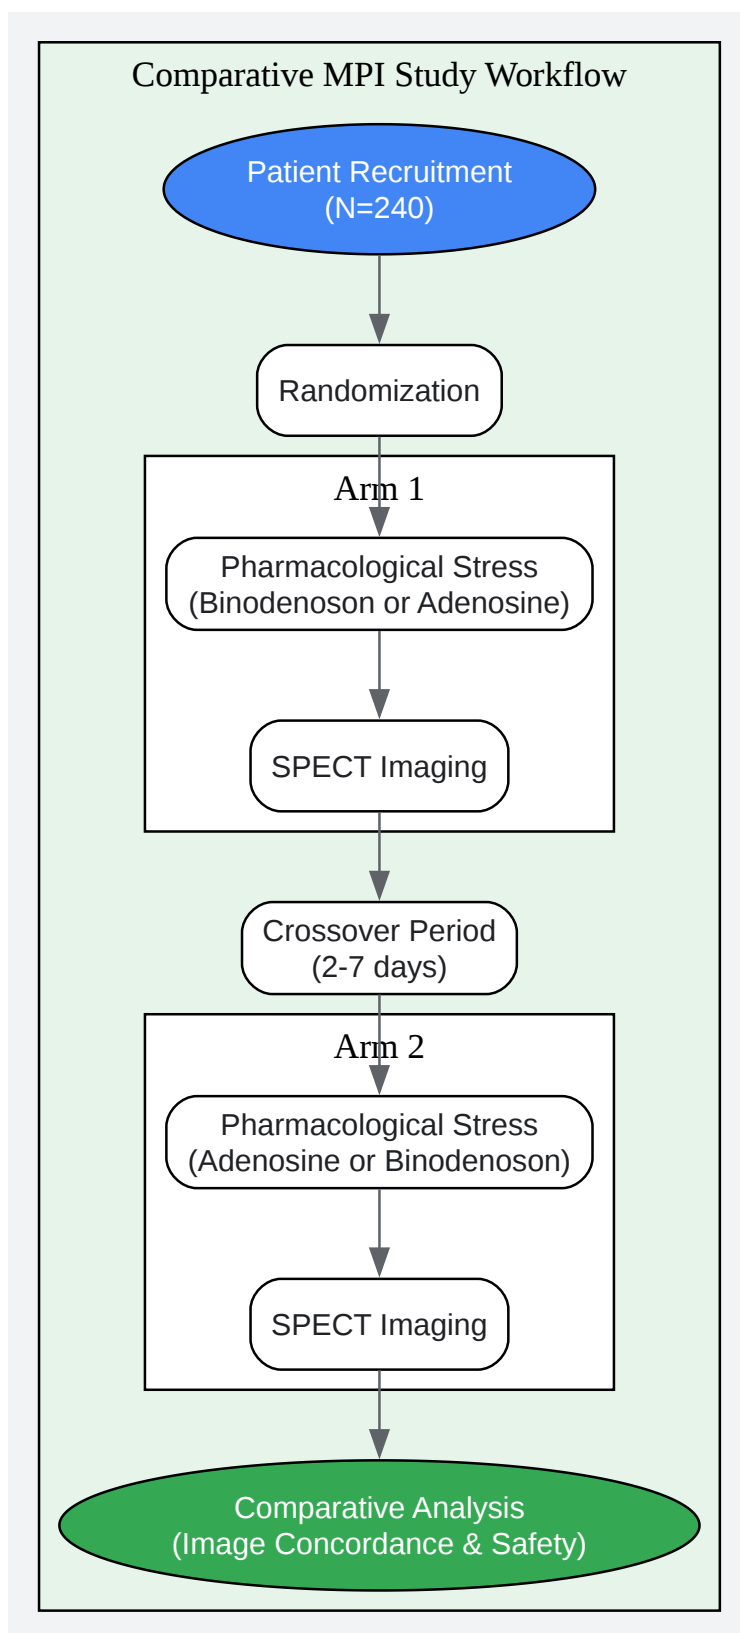 Comparative MPI Study Workflow
Patient Recruitment
(N=240)
Randomization
Arm 1
Pharmacological Stress
(Binodenoson or Adenosine)
SPECT Imaging
Crossover Period
(2-7 days)
Arm 2
Pharmacological Stress
(Adenosine or Binodenoson)
SPECT Imaging
Comparative Analysis
(Image Concordance & Safety)